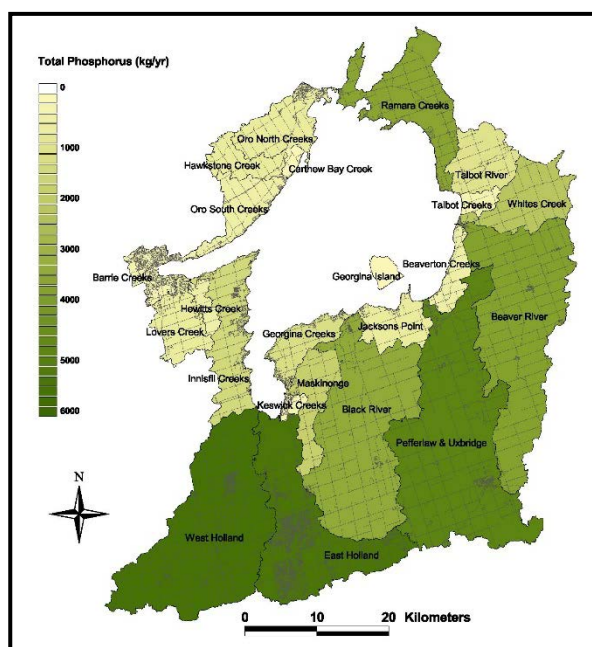 Total Phosphorus (kg/yr)
0
1000
2000
3000
4000
5000
6000
Ramara Creeks
Oro North Creeks
Hawkstone Creek
Carthew Bay Creek
Talbot River
Oro South Creeks
Talbot Creeks
Whites Creek
Barrie Creeks
Georgina Island
Beaverton Creeks
Hewitts Creek
Beaver River
Lovers Creek
Georgina Creeks
Jacksons Point
Innisfil Creeks
Maskinonge
Keswick Creeks
Black River
Pefferlaw & Uxbridge
N
West Holland
East Holland
0 10 20 Kilometers